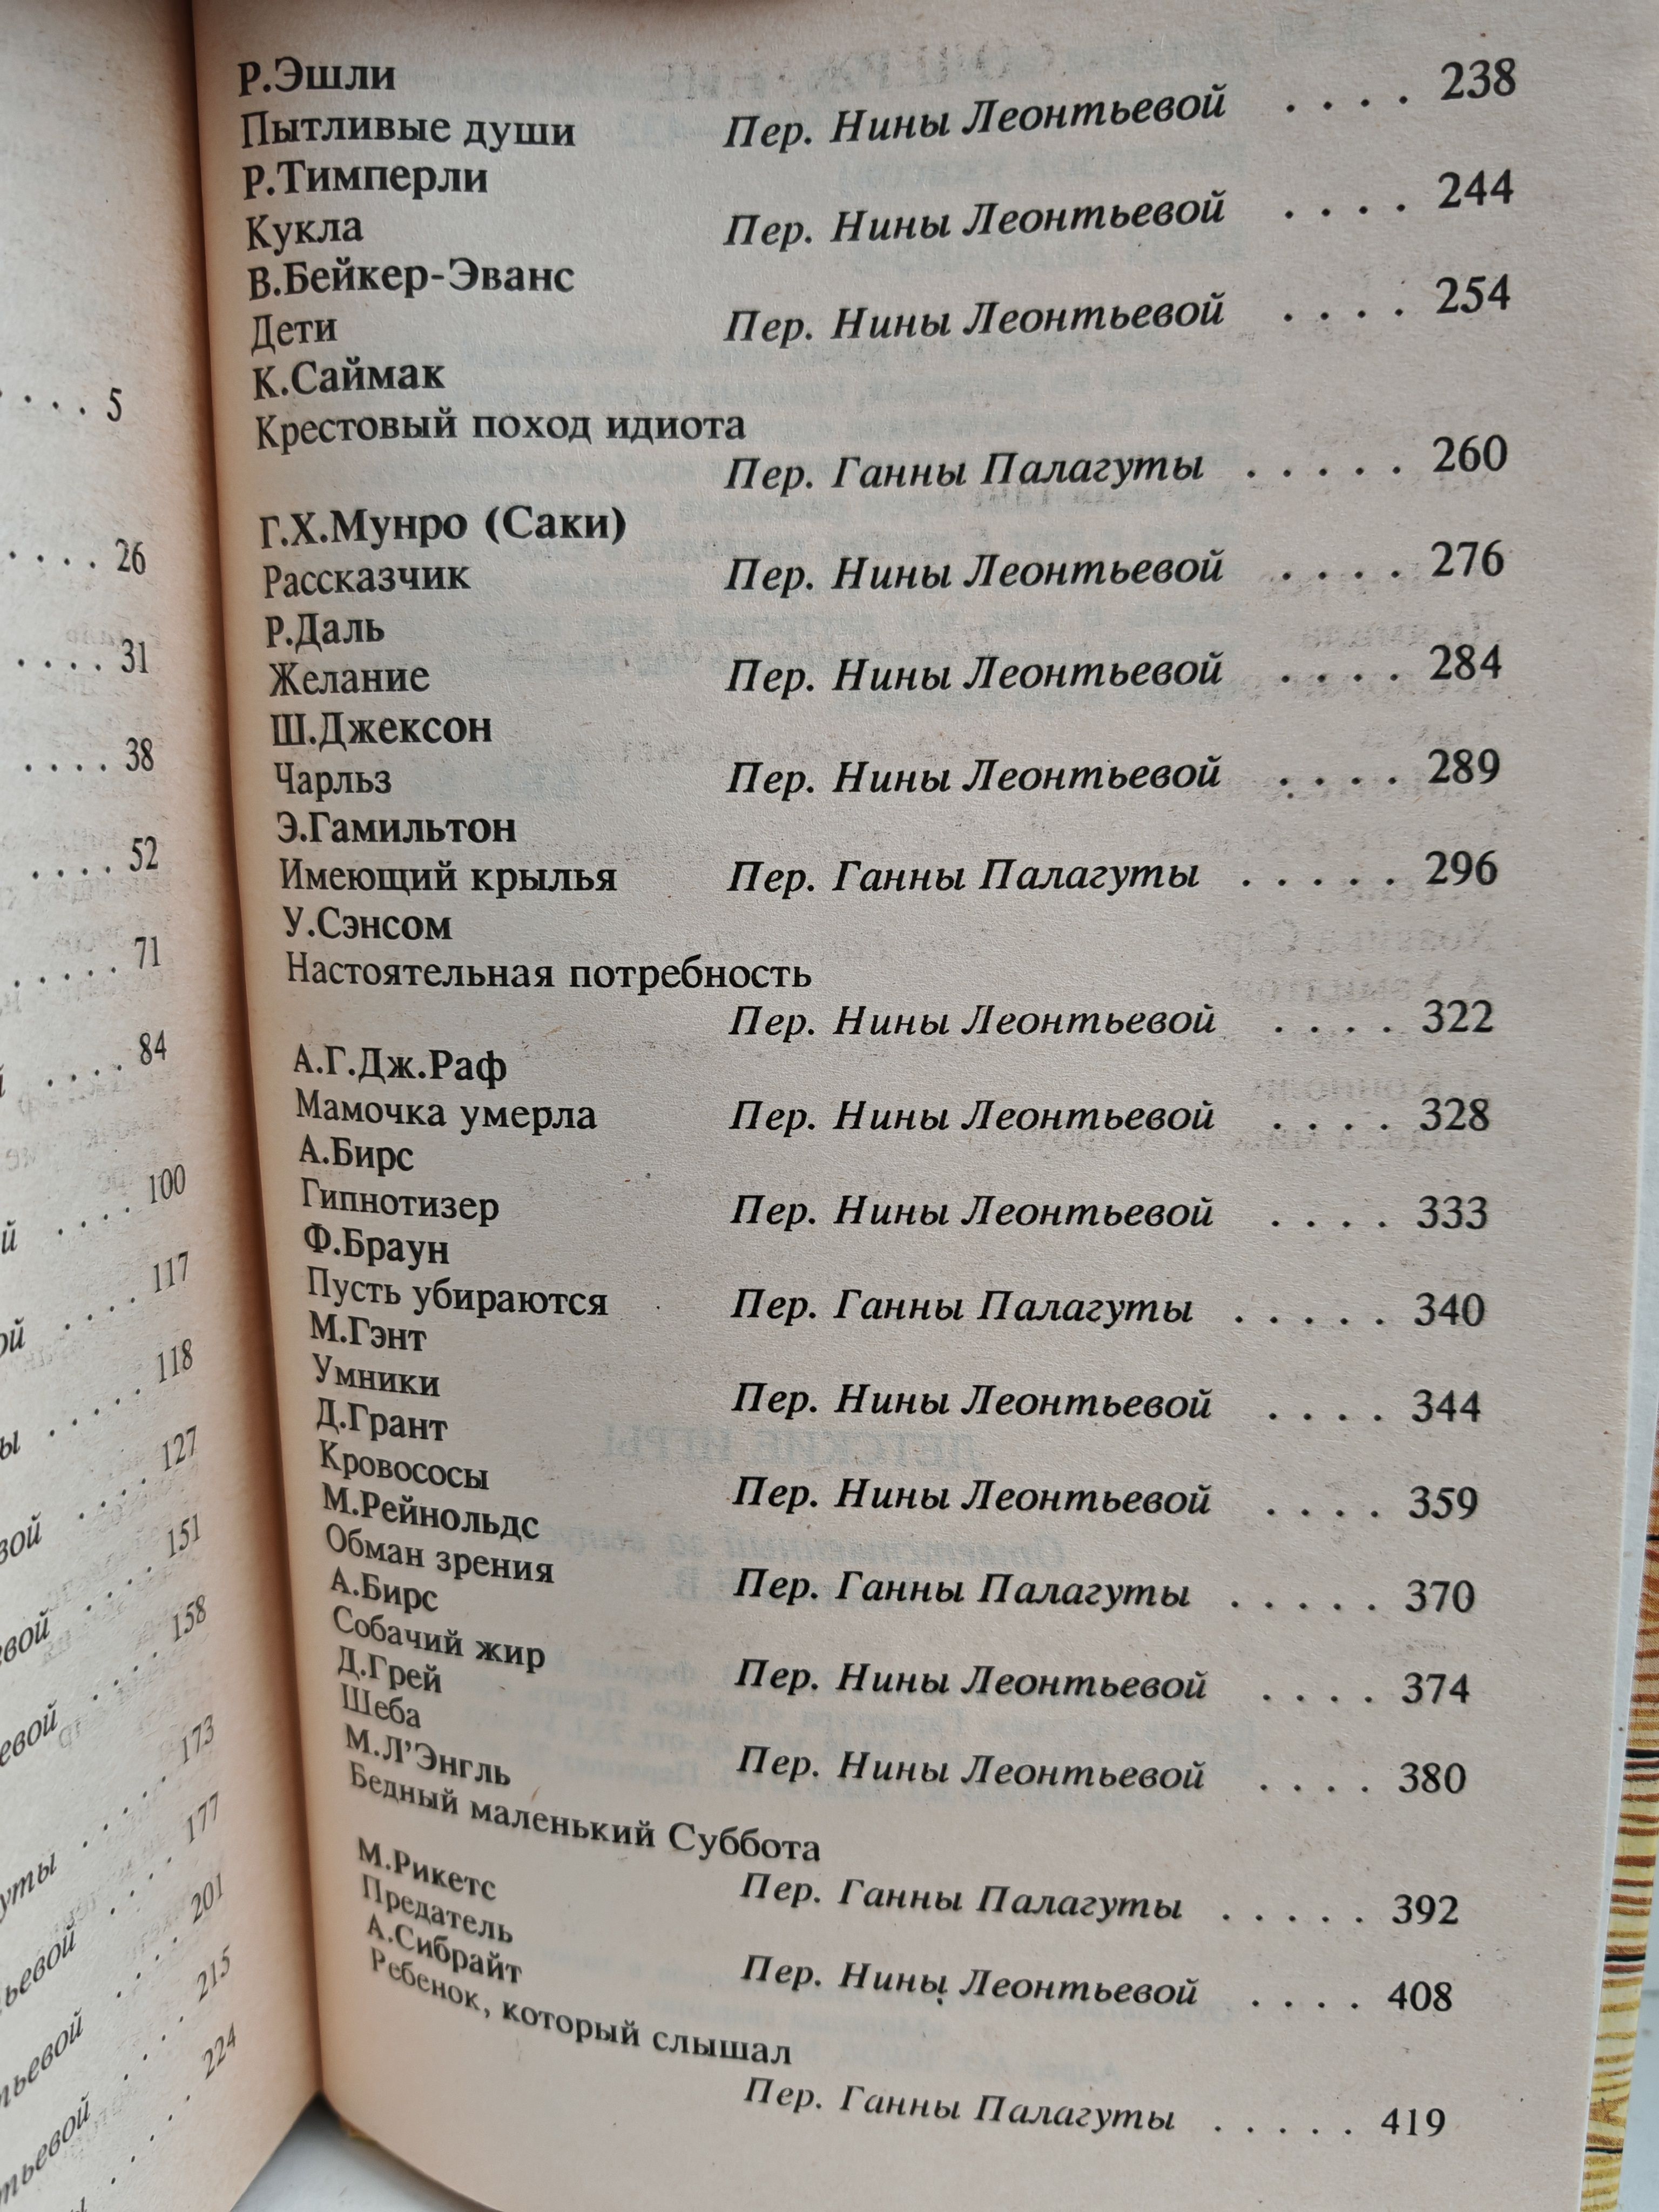 . . . . 5
. . . . 26
. . . . 31
. . . . 38
. . . . 52
. . . . . 71
. . . . 84
й . . . . 100
ой . . . . 117
ы . . . . . 118
вой . . . . 127
евой . . . . 151
евой . . . . 158
уты . . . . . 173
ьевой . . . . 177
тьевой . . . . 201
тьевой . . . . 215
ы . . . . . 224
Р.Эшли
Пытливые души Пер. Нины Леонтьевой . . . . 238
Р.Тимперли
Кукла Пер. Нины Леонтьевой . . . . 244
В.Бейкер-Эванс
Дети Пер. Нины Леонтьевой . . . . 254
К.Саймак
Крестовый поход идиота
Пер. Ганны Палагуты . . . . . 260
Г.Х.Мунро (Саки)
Рассказчик Пер. Нины Леонтьевой . . . . 276
Р.Даль
Желание Пер. Нины Леонтьевой . . . . 284
Ш.Джексон
Чарльз Пер. Нины Леонтьевой . . . . 289
Э.Гамильтон
Имеющий крылья Пер. Ганны Палагуты . . . . . 296
У.Сэнсом
Настоятельная потребность
Пер. Нины Леонтьевой . . . . 322
А.Г.Дж.Раф
Мамочка умерла Пер. Нины Леонтьевой . . . . 328
А.Бирс
Гипнотизер Пер. Нины Леонтьевой . . . . 333
Ф.Браун
Пусть убираются Пер. Ганны Палагуты . . . . . 340
М.Гэнт
Умники Пер. Нины Леонтьевой . . . . 344
Д.Грант
Кровососы Пер. Нины Леонтьевой . . . . 359
М.Рейнольдс
Обман зрения Пер. Ганны Палагуты . . . . . 370
А.Бирс
Собачий жир Пер. Нины Леонтьевой . . . . 374
Д.Грей
Шеба Пер. Нины Леонтьевой . . . . 380
М.Л'Энгль
Бедный маленький Суббота
Пер. Ганны Палагуты . . . . . 392
М.Рикетс
Предатель Пер. Нины Леонтьевой . . . . 408
А.Сибрайт
Ребенок, который слышал
Пер. Ганны Палагуты . . . . . 419